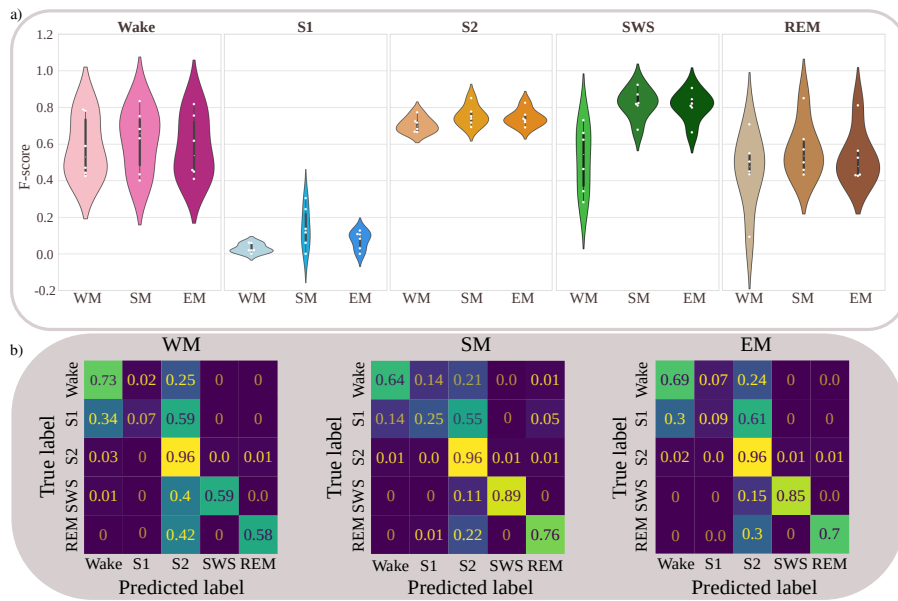 a)
Wake S1 S2 SWS REM
F-score
1.2
1.0
0.8
0.6
0.4
0.2
0.0
-0.2
WM SM EM WM SM EM WM SM EM WM SM EM WM SM EM
b)
WM SM EM
True label
Wake 0.73 0.02 0.25 0 0
S1 0.34 0.07 0.59 0 0
S2 0.03 0 0.96 0.0 0.01
SWS 0.01 0 0.4 0.59 0.0
REM 0 0 0.42 0 0.58
Wake S1 S2 SWS REM
Predicted label
True label
Wake 0.64 0.14 0.21 0.0 0.01
S1 0.14 0.25 0.55 0 0.05
S2 0.01 0.0 0.96 0.01 0.01
SWS 0 0 0.11 0.89 0.0
REM 0 0.01 0.22 0 0.76
Wake S1 S2 SWS REM
Predicted label
True label
Wake 0.69 0.07 0.24 0 0.0
S1 0.3 0.09 0.61 0 0
S2 0.02 0.0 0.96 0.01 0.01
SWS 0 0 0.15 0.85 0.0
REM 0 0.0 0.3 0 0.7
Wake S1 S2 SWS REM
Predicted label